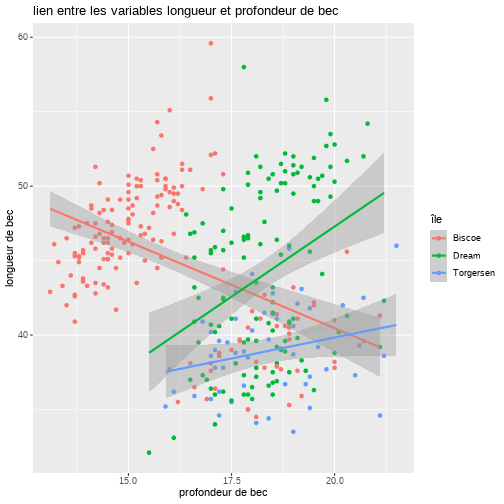 lien entre les variables longueur et profondeur de bec
60
50
40
longueur de bec
15.0 17.5 20.0
profondeur de bec
île
Biscoe
Dream
Torgersen